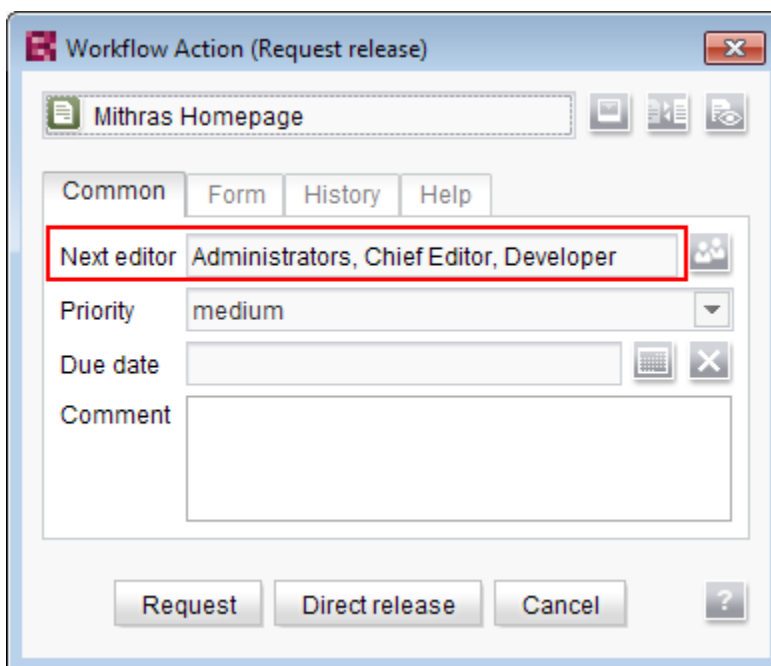 Workflow Action (Request release)
Mithras Homepage
Common Form History Help
Next editor Administrators, Chief Editor, Developer
Priority medium
Due date
Comment
Request Direct release Cancel
?